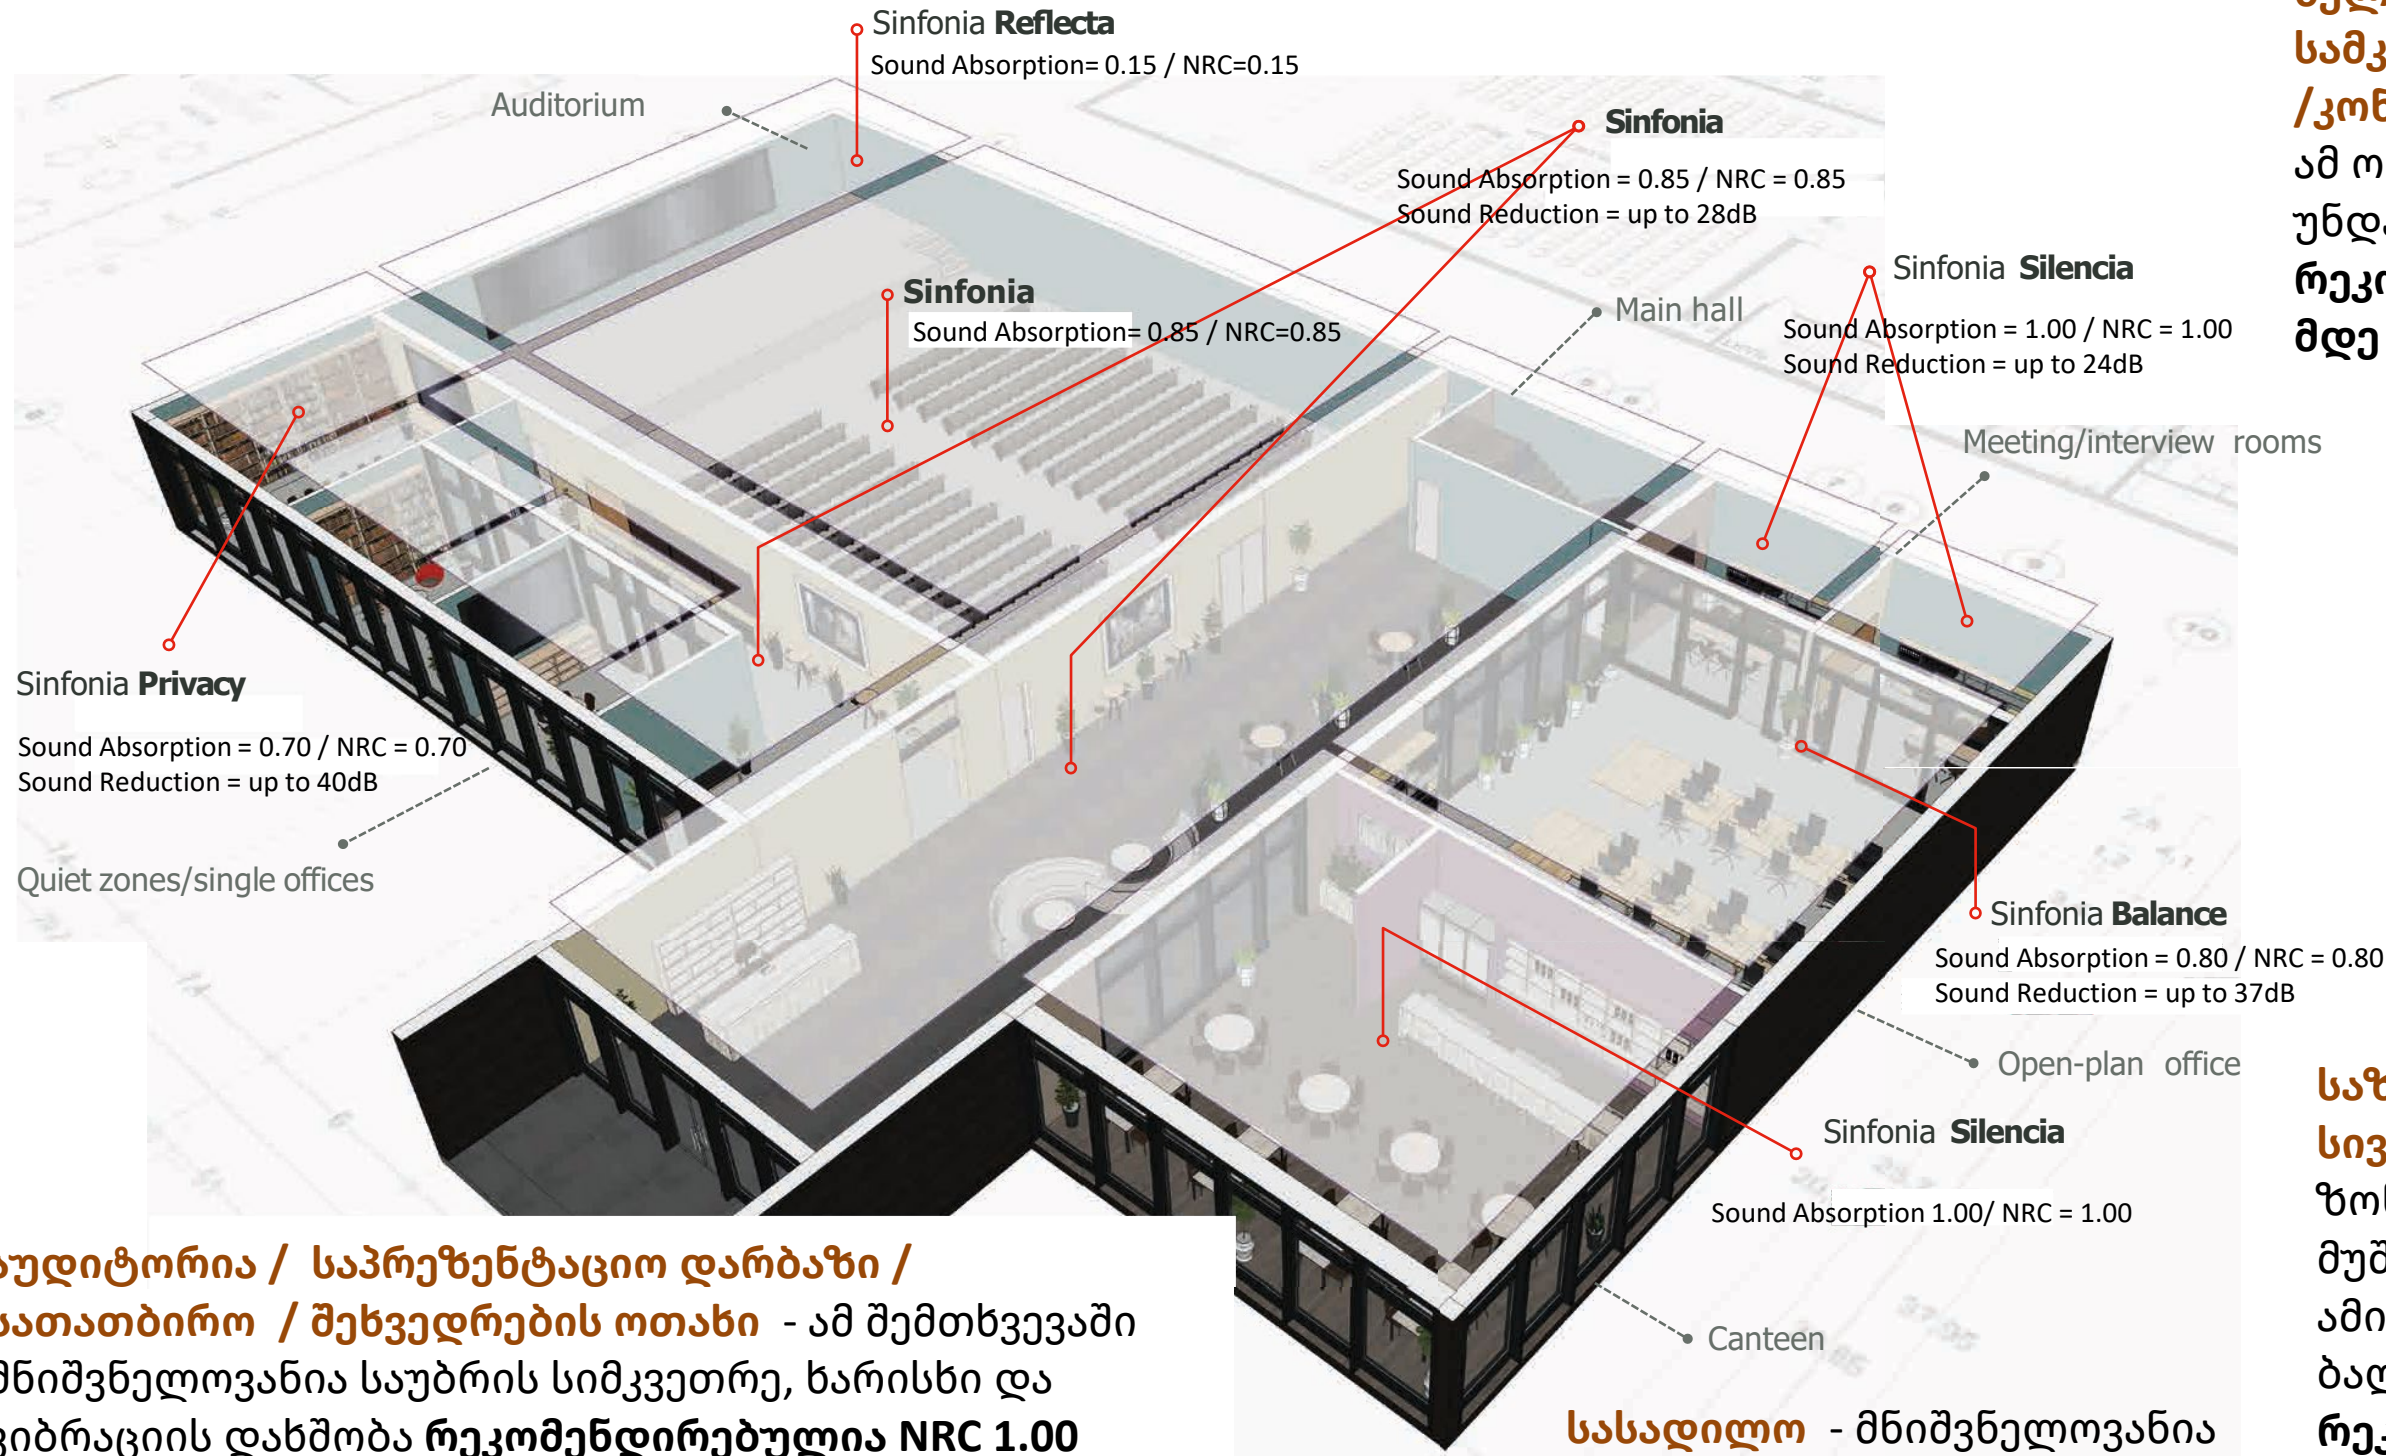 Sinfonia Reflecta
Sound Absorption= 0.15 / NRC=0.15
Auditorium
Sinfonia
Sound Absorption = 0.85 / NRC = 0.85
Sound Reduction = up to 28dB
Sinfonia
Sound Absorption= 0.85 / NRC=0.85
Main hall
Sinfonia Silencia
Sound Absorption = 1.00 / NRC = 1.00
Sound Reduction = up to 24dB
Meeting/interview rooms
ამ
Sinfonia Privacy
Sound Absorption = 0.70 / NRC = 0.70
Sound Reduction = up to 40dB
Quiet zones/single offices
Sinfonia Balance
Sound Absorption = 0.80 / NRC = 0.80
Sound Reduction = up to 37dB
Open-plan office
Sinfonia Silencia
Sound Absorption 1.00/ NRC = 1.00
Canteen
აუდიტორია / საპრეზენტაციო დარბაზი /
სათათბირო / შეხვედრების ოთახი - ამ შემთხვევაში
მნიშვნელოვანია საუბრის სიმკვეთრე, ხარისხი და
ვიბრაციის დახშობა რეკომენდირებულია NRC 1.00
სასადილო - მნიშვნელოვანია